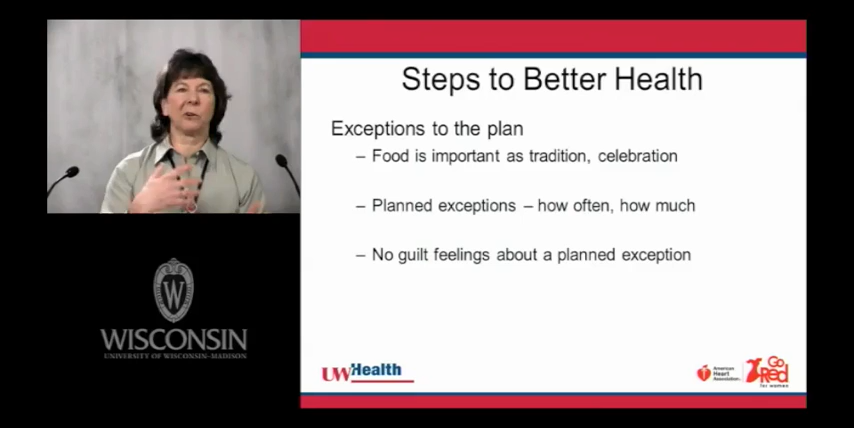 Steps to Better Health
Exceptions to the plan
– Food is important as tradition, celebration
– Planned exceptions – how often, how much
– No guilt feelings about a planned exception
W
WISCONSIN
UNIVERSITY OF WISCONSIN–MADISON
UWHealth
American
Heart
Association
Go
Red
for women